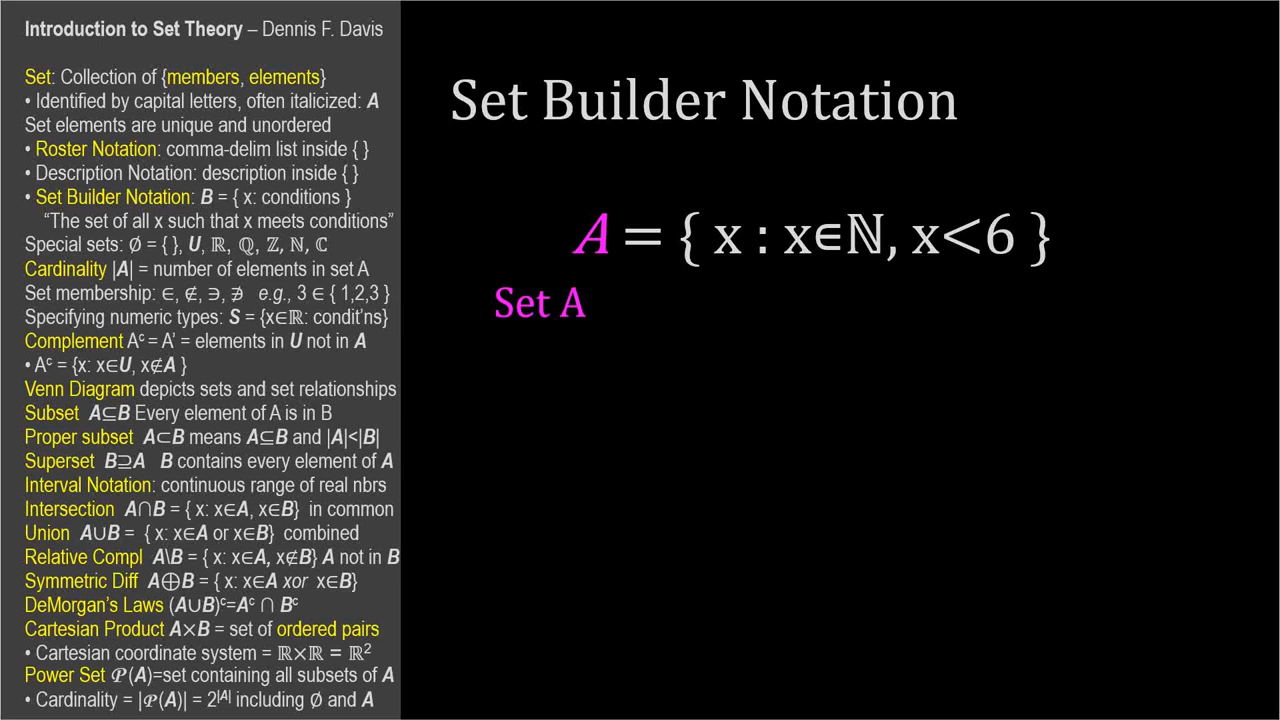 Introduction to Set Theory – Dennis F. Davis
Set: Collection of {members, elements}
• Identified by capital letters, often italicized: A
Set elements are unique and unordered
• Roster Notation: comma-delim list inside { }
• Description Notation: description inside { }
• Set Builder Notation: B = { x: conditions }
“The set of all x such that x meets conditions”
Special sets: ∅ = { }, U, ℝ, ℚ, ℤ, ℕ, ℂ
Cardinality |A| = number of elements in set A
Set membership: ∈, ∉, ∋, ∌ e.g., 3 ∈ { 1,2,3 }
Specifying numeric types: S = {x∈ℝ: condit’ns}
Complement Aᶜ = A’ = elements in U not in A
• Aᶜ = {x: x∈U, x∉A }
Venn Diagram depicts sets and set relationships
Subset A⊆B Every element of A is in B
Proper subset A⊂B means A⊆B and |A|<|B|
Superset B⊇A B contains every element of A
Interval Notation: continuous range of real nbrs
Intersection A∩B = { x: x∈A, x∈B} in common
Union A∪B = { x: x∈A or x∈B} combined
Relative Compl A\B = { x: x∈A, x∉B} A not in B
Symmetric Diff A⊕B = { x: x∈A xor x∈B}
DeMorgan’s Laws (A∪B)ᶜ=Aᶜ ∩ Bᶜ
Cartesian Product A×B = set of ordered pairs
• Cartesian coordinate system = ℝ×ℝ = ℝ²
Power Set 𝒫(A)=set containing all subsets of A
• Cardinality = |𝒫(A)| = 2^|A| including ∅ and A
Set Builder Notation
A = { x : x∈ℕ, x<6 }
Set A